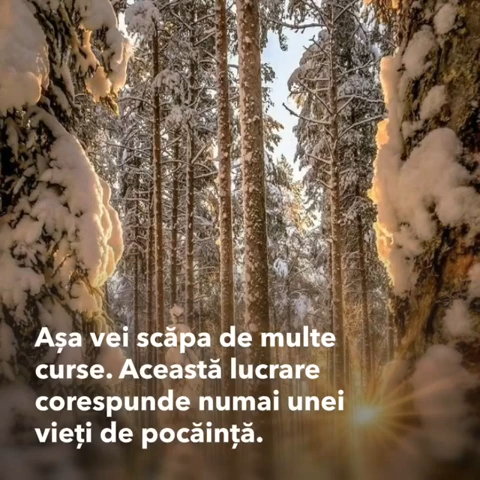 Așa vei scăpa de multe
curse. Această lucrare
corespunde numai unei
vieți de pocăință.